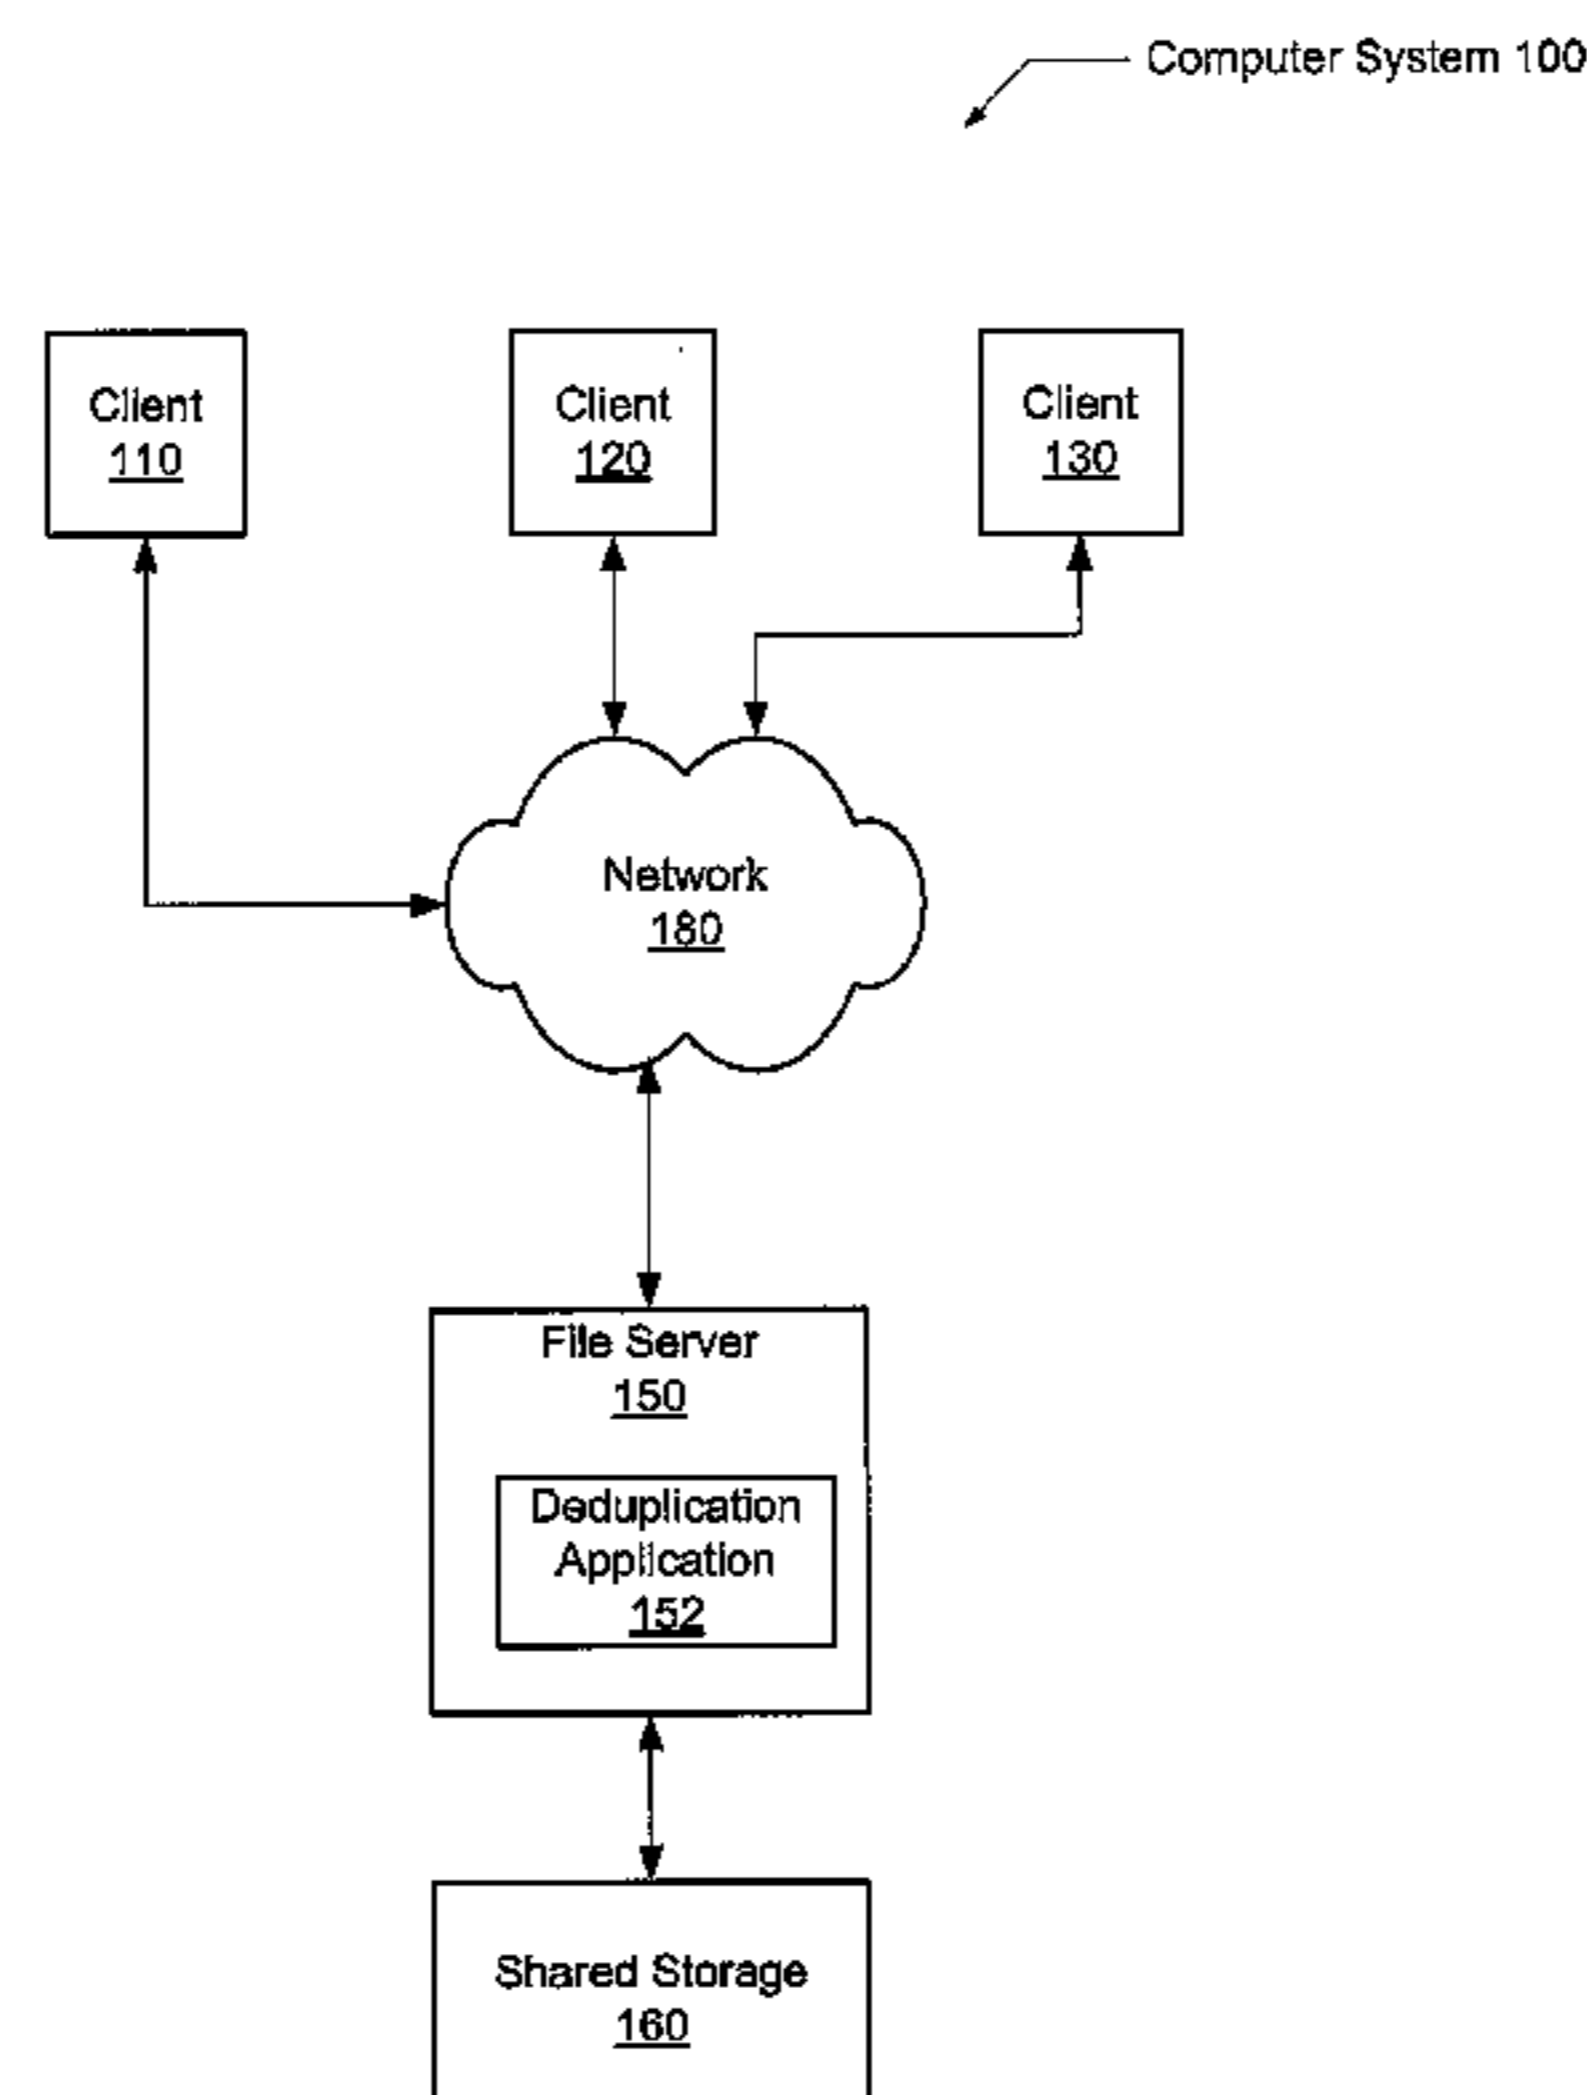 Computer System 100
Client
110
Client
120
Client
130
Network
180
File Server
150
Deduplication
Application
152
Shared Storage
160